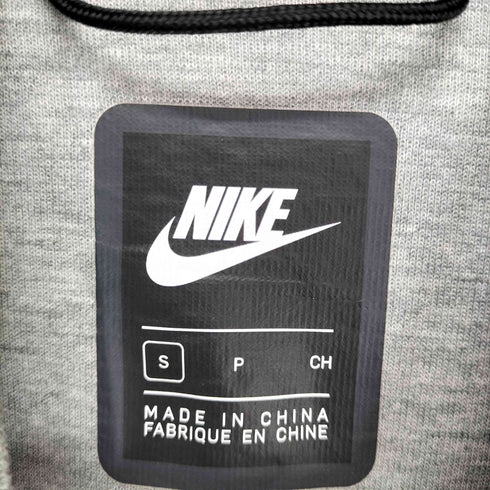 NIKE
S P CH
MADE IN CHINA
FABRIQUE EN CHINE